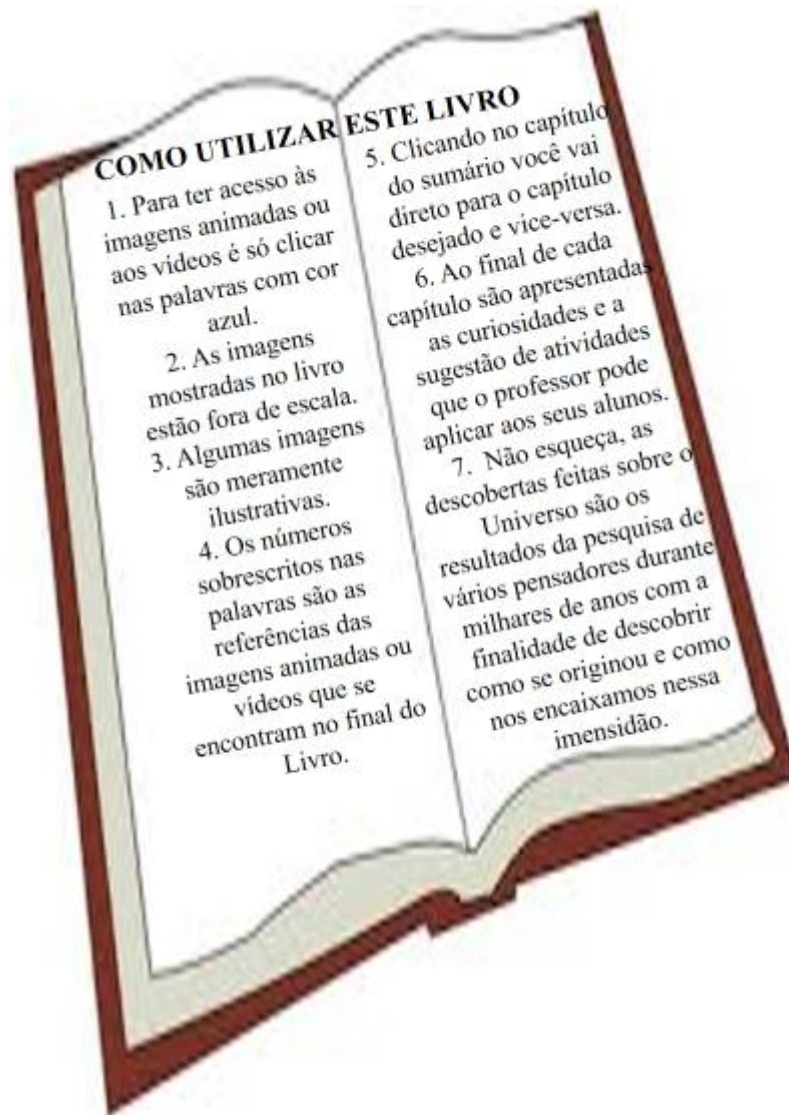 COMO UTILIZAR ESTE LIVRO
1. Para ter acesso às
imagens animadas ou
aos vídeos é só clicar
nas palavras com cor
azul.
2. As imagens
mostradas no livro
estão fora de escala.
3. Algumas imagens
são meramente
ilustrativas.
4. Os números
sobrescritos nas
palavras são as
referências das
imagens animadas ou
vídeos que se
encontram no final do
Livro.
5. Clicando no capítulo
do sumário você vai
direto para o capítulo
desejado e vice-versa.
6. Ao final de cada
capítulo são apresentadas
as curiosidades e a
sugestão de atividades
que o professor pode
aplicar aos seus alunos.
7. Não esqueça, as
descobertas feitas sobre o
Universo são os
resultados da pesquisa de
vários pensadores durante
milhares de anos com a
finalidade de descobrir
como se originou e como
nos encaixamos nessa
imensidão.